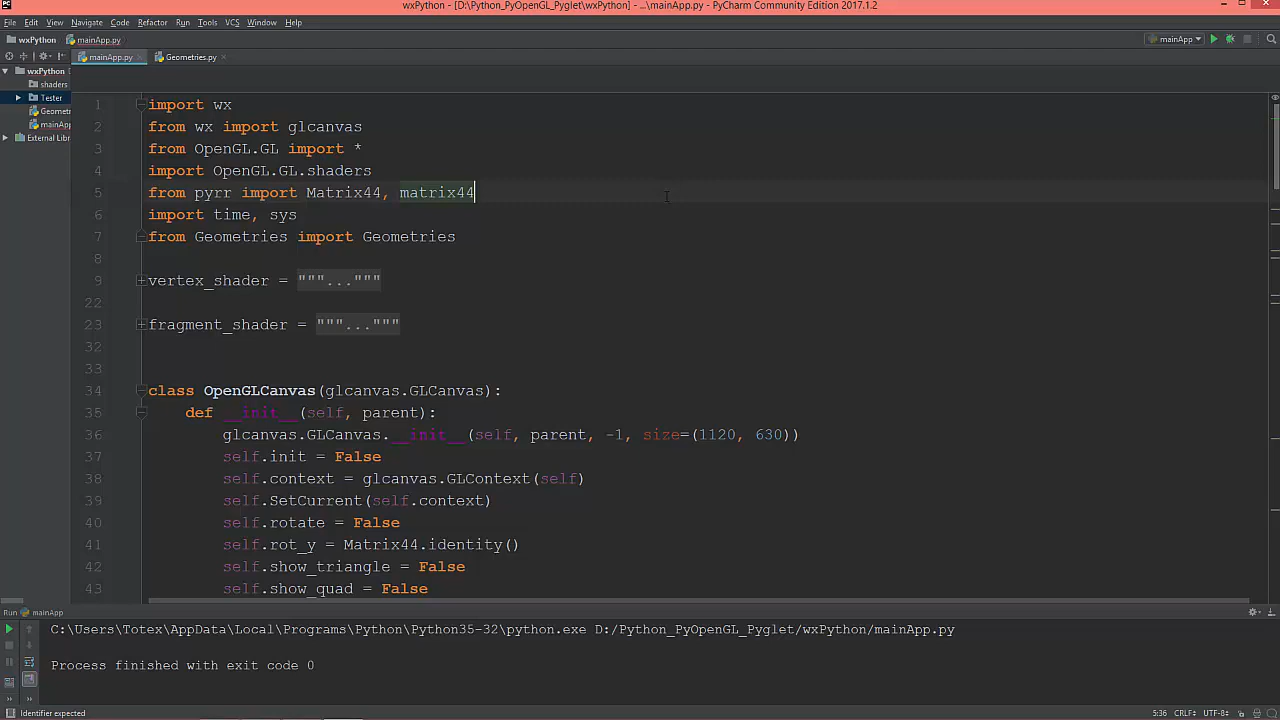 wxPython - [D:\Python_PyOpenGL_Pyglet\wxPython] - ...\mainApp.py - PyCharm Community Edition 2017.1.2
File Edit View Navigate Code Refactor Run Tools VCS Window Help
wxPython mainApp.py mainApp
mainApp.py Geometries.py
wxPython
shaders
Tester
Geometr
mainAp
External Lib
1 import wx
2 from wx import glcanvas
3 from OpenGL.GL import *
4 import OpenGL.GL.shaders
5 from pyrr import Matrix44, matrix44
6 import time, sys
7 from Geometries import Geometries
8
9 vertex_shader = """..."""
22
23 fragment_shader = """..."""
32
33
34 class OpenGLCanvas(glcanvas.GLCanvas):
35 def __init__(self, parent):
36 glcanvas.GLCanvas.__init__(self, parent, -1, size=(1120, 630))
37 self.init = False
38 self.context = glcanvas.GLContext(self)
39 self.SetCurrent(self.context)
40 self.rotate = False
41 self.rot_y = Matrix44.identity()
42 self.show_triangle = False
43 self.show_quad = False
Run mainApp
C:\Users\Totex\AppData\Local\Programs\Python\Python35-32\python.exe D:/Python_PyOpenGL_Pyglet/wxPython/mainApp.py
Process finished with exit code 0
Identifier expected 5:36 CRLF÷ UTF-8÷